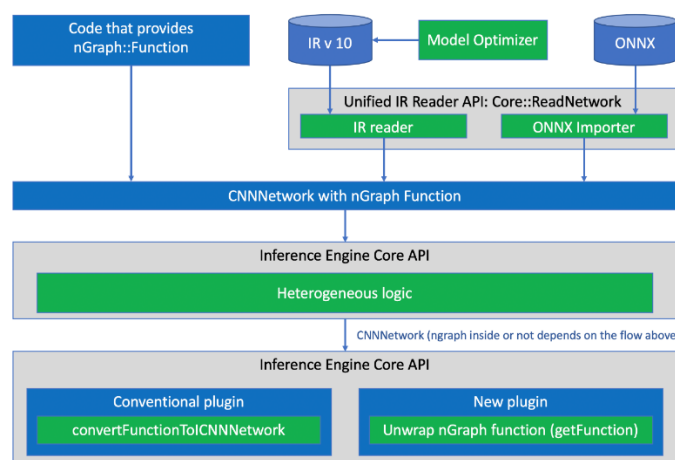 Code that provides
nGraph::Function
IR v 10
Model Optimizer
ONNX
Unified IR Reader API: Core::ReadNetwork
IR reader
ONNX Importer
CNNNetwork with nGraph Function
Inference Engine Core API
Heterogeneous logic
CNNNetwork (ngraph inside or not depends on the flow above
Inference Engine Core API
Conventional plugin
convertFunctionToICNNNetwork
New plugin
Unwrap nGraph function (getFunction)